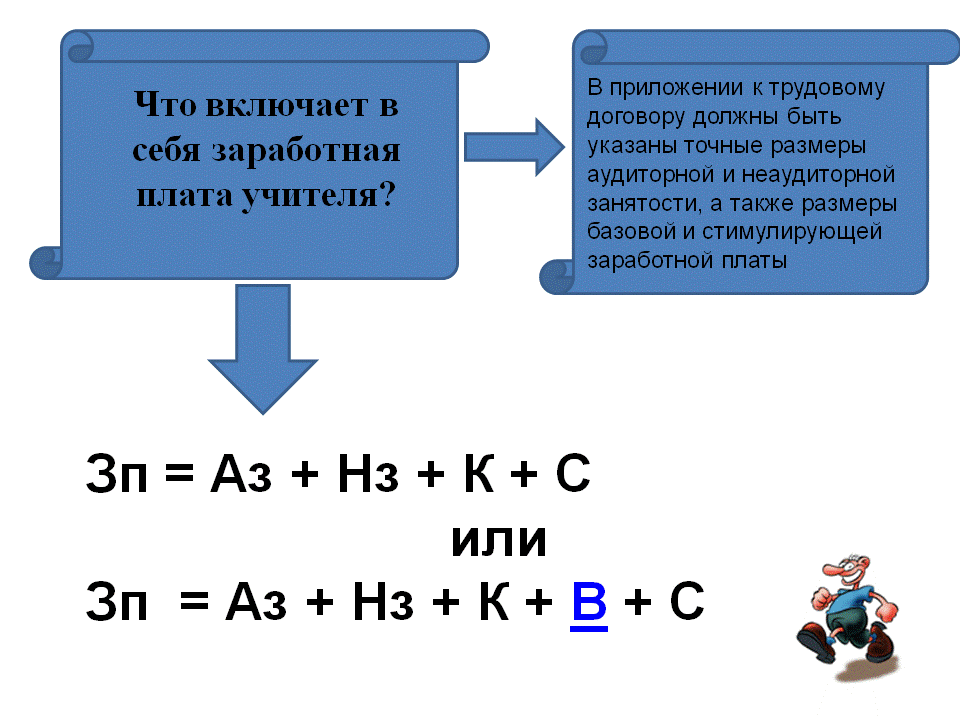 Что включает в
себя заработная
плата учителя?
В приложении к трудовому
договору должны быть
указаны точные размеры
аудиторной и неаудиторной
занятости, а также размеры
базовой и стимулирующей
заработной платы
Зп = Аз + Нз + К + С
или
Зп = Аз + Нз + К + В + С